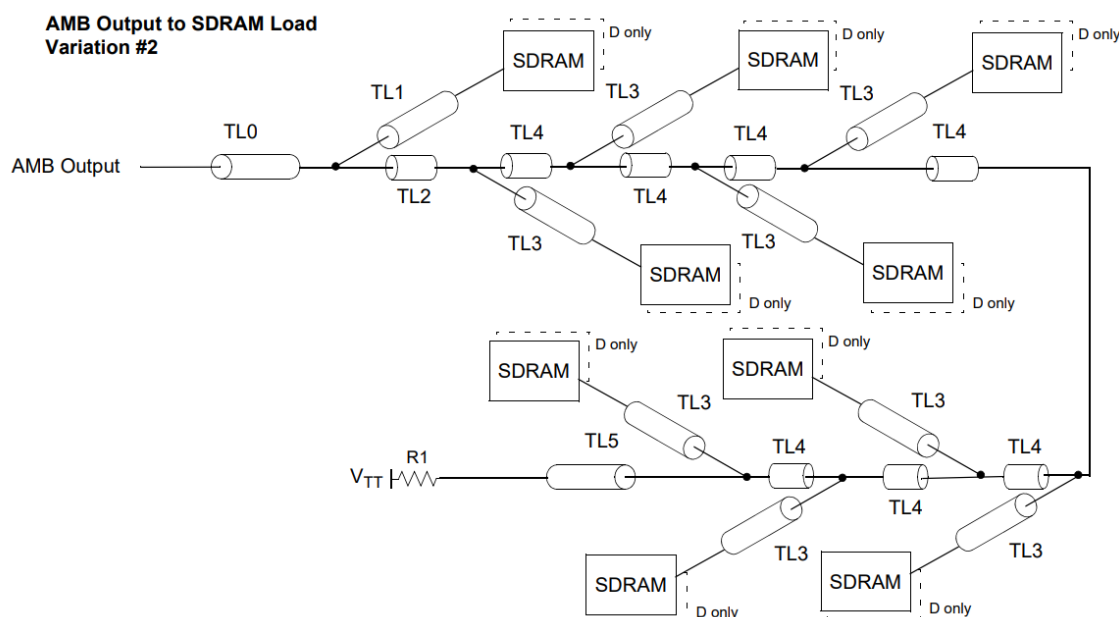 AMB Output to SDRAM Load
Variation #2
D only
D only
D only
SDRAM
SDRAM
SDRAM
TL1
TL3
TL3
TL0
TL4
TL4
TL4
AMB Output
TL2
TL4
TL3
TL3
SDRAM
SDRAM
D only
D only
D only
D only
SDRAM
SDRAM
TL3
TL3
TL5
TL4
TL4
R1
VTT
TL4
TL3
TL3
SDRAM
SDRAM
D only
D only